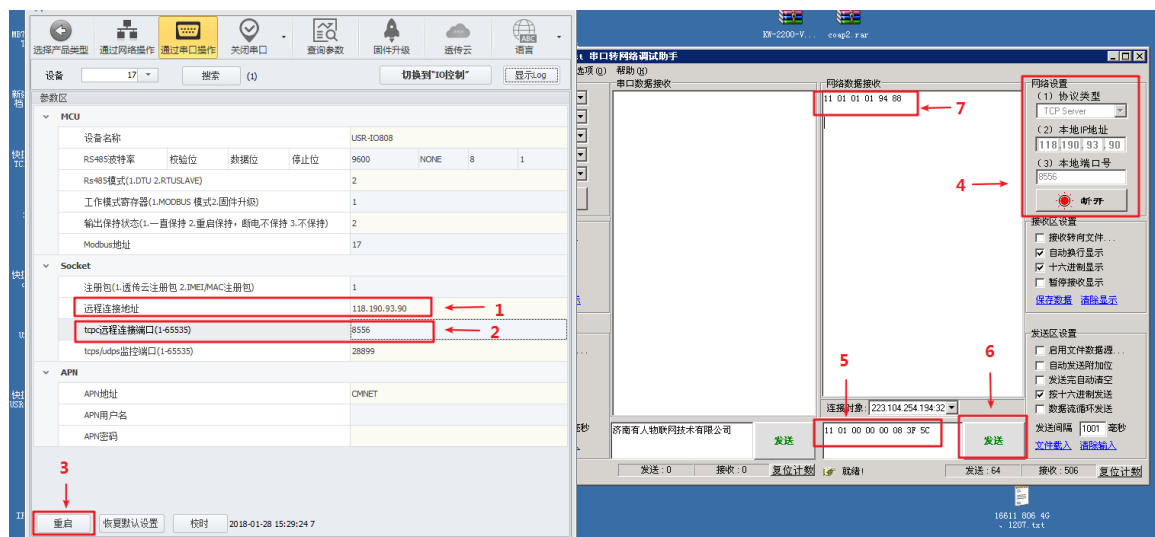 选择产品类型 通过网络操作 通过串口操作 关闭串口 查询参数 固件升级 透传云 语言
设备 17 搜索 (1) 切换到"IO控制" 显示Log
参数区
MCU
设备名称 USR-IO808
RS485波特率 校验位 数据位 停止位 9600 NONE 8 1
Rs485模式(1.DTU 2.RTUSLAVE) 2
工作模式寄存器(1.MODBUS 模式2.固件升级) 1
输出保持状态(1.一直保持 2.重启保持，断电不保持 3.不保持) 2
Modbus地址 17
Socket
注册包(1.透传云注册包 2.IMEI/MAC注册包) 1
远程连接地址 118.190.93.90
1
tcpc远程连接端口(1-65535) 8556
2
tcps/udps监控端口(1-65535) 28899
APN
APN地址 CMNET
APN用户名
APN密码
3
重启 恢复默认设置 校时 2018-01-28 15:29:24 7
KW-2200-V... coap2.rar
串口转网络调试助手
选项(O) 帮助(H)
串口数据接收
网络数据接收
11 01 01 01 94 88
7
网络设置
(1) 协议类型
TCP Server
(2) 本地IP地址
118.190.93.90
(3) 本地端口号
8556
4
断开
接收区设置
接收转向文件...
自动换行显示
十六进制显示
暂停接收显示
保存数据 清除显示
发送区设置
启用文件数据源...
自动发送附加位
发送完自动清空
按十六进制发送
数据流循环发送
发送间隔 1001 毫秒
文件载入 清除输入
5
6
连接对象: 223.104.254.194:32
济南有人物联网技术有限公司 发送
11 01 00 00 00 08 3F 5C 发送
发送:0 接收:0 复位计数
就绪! 发送:64 接收:506 复位计数
16611 806 4G
、1207.txt